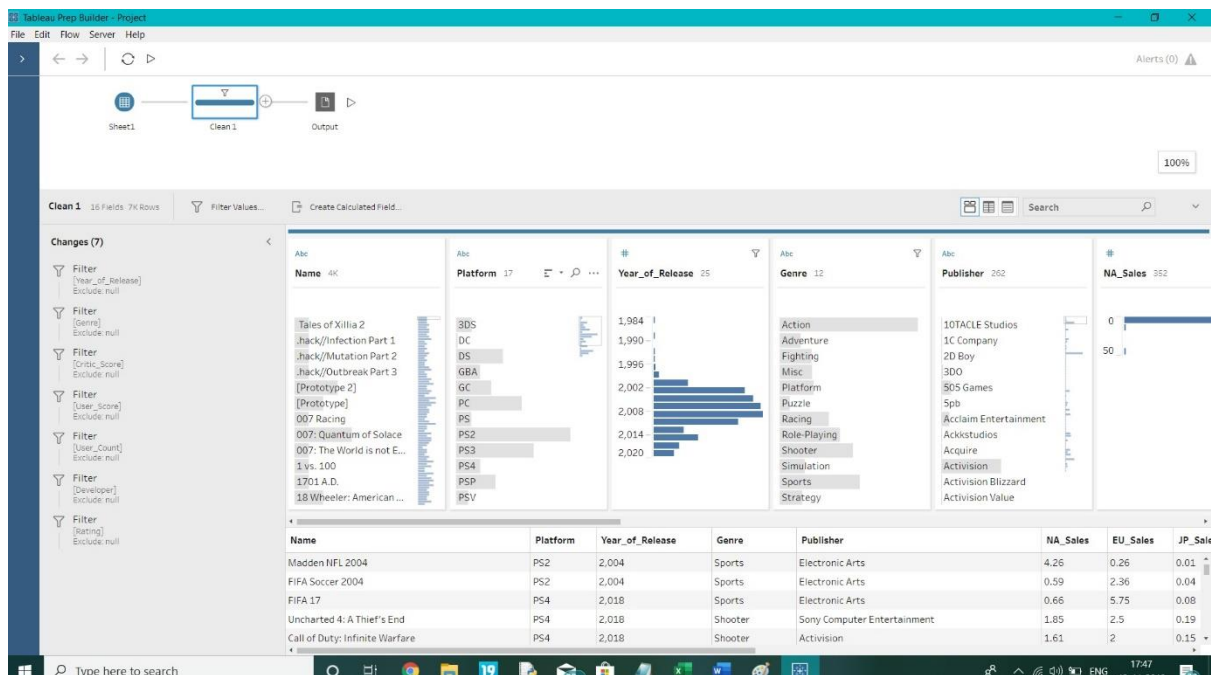 Tableau Prep Builder - Project
File Edit Flow Server Help
Alerts (0)
Sheet1 Clean 1 Output
100%
Clean 1 16 Fields 7K Rows Filter Values... Create Calculated Field... Search
Changes (7)
Filter
[Year_of_Release]
Exclude: null
Filter
[Genre]
Exclude: null
Filter
[Critic_Score]
Exclude: null
Filter
[User_Score]
Exclude: null
Filter
[User_Count]
Exclude: null
Filter
[Developer]
Exclude: null
Filter
[Rating]
Exclude: null
Abc
Name 4K
Tales of Xillia 2
.hack//Infection Part 1
.hack//Mutation Part 2
.hack//Outbreak Part 3
[Prototype 2]
[Prototype]
007 Racing
007: Quantum of Solace
007: The World is not E...
1 vs. 100
1701 A.D.
18 Wheeler: American ...
Abc
Platform 17
3DS
DC
DS
GBA
GC
PC
PS
PS2
PS3
PS4
PSP
PSV
#
Year_of_Release 25
1,984
1,990
1,996
2,002
2,008
2,014
2,020
Abc
Genre 12
Action
Adventure
Fighting
Misc
Platform
Puzzle
Racing
Role-Playing
Shooter
Simulation
Sports
Strategy
Abc
Publisher 262
10TACLE Studios
1C Company
2D Boy
3DO
505 Games
5pb
Acclaim Entertainment
Ackkstudios
Acquire
Activision
Activision Blizzard
Activision Value
#
NA_Sales 352
0
50
Name Platform Year_of_Release Genre Publisher NA_Sales EU_Sales JP_Sale
Madden NFL 2004 PS2 2,004 Sports Electronic Arts 4.26 0.26 0.01
FIFA Soccer 2004 PS2 2,004 Sports Electronic Arts 0.59 2.36 0.04
FIFA 17 PS4 2,018 Sports Electronic Arts 0.66 5.75 0.08
Uncharted 4: A Thief's End PS4 2,018 Shooter Sony Computer Entertainment 1.85 2.5 0.19
Call of Duty: Infinite Warfare PS4 2,018 Shooter Activision 1.61 2 0.15
Type here to search 19 ENG 17:47